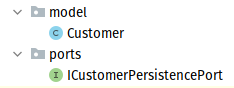 model
C Customer
ports
I ICustomerPersistencePort